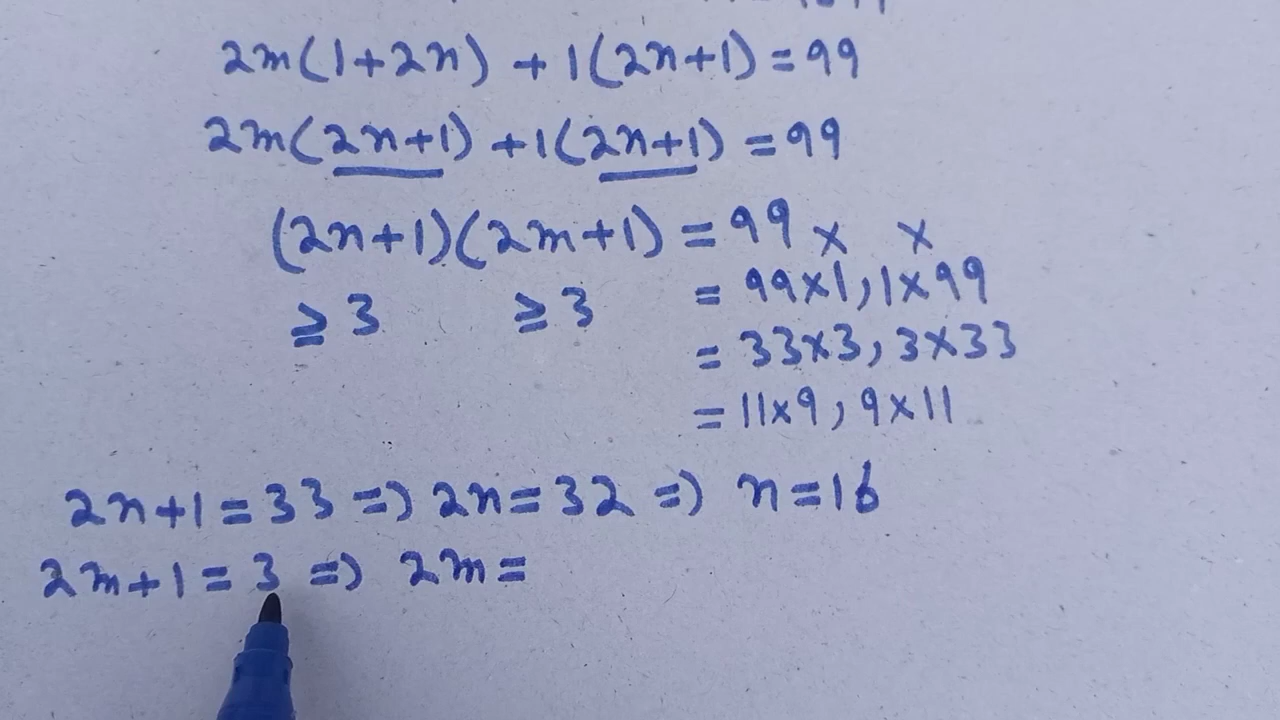 2m(1+2n) + 1(2n+1) = 99
2m(2n+1) + 1(2n+1) = 99
(2n+1)(2m+1) = 99 × ×
≥ 3 ≥ 3 = 99×1, 1×99
= 33×3, 3×33
= 11×9, 9×11
2n+1 = 33 => 2n = 32 => n = 16
2m+1 = 3 => 2m =